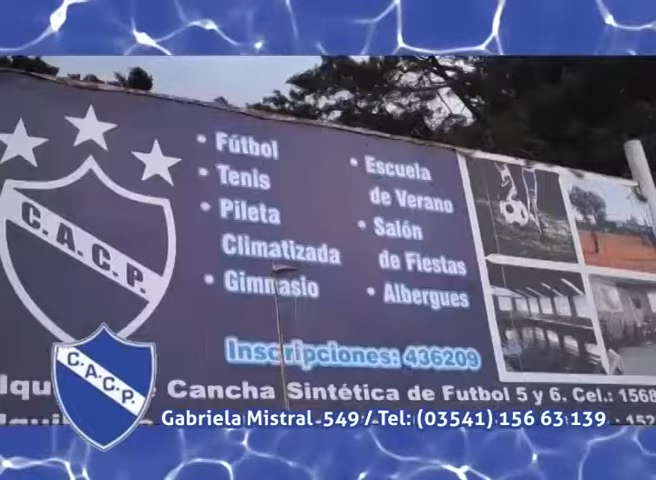 C.A.C.P.
• Fútbol
• Tenis
• Pileta
Climatizada
• Gimnasio
• Escuela
de Verano
• Salón
de Fiestas
• Albergues
Inscripciones: 436209
de Cancha Sintética de Futbol 5 y 6. Cel.:
C.A.C.P.
Gabriela Mistral 549 / Tel: (03541) 156 63 139